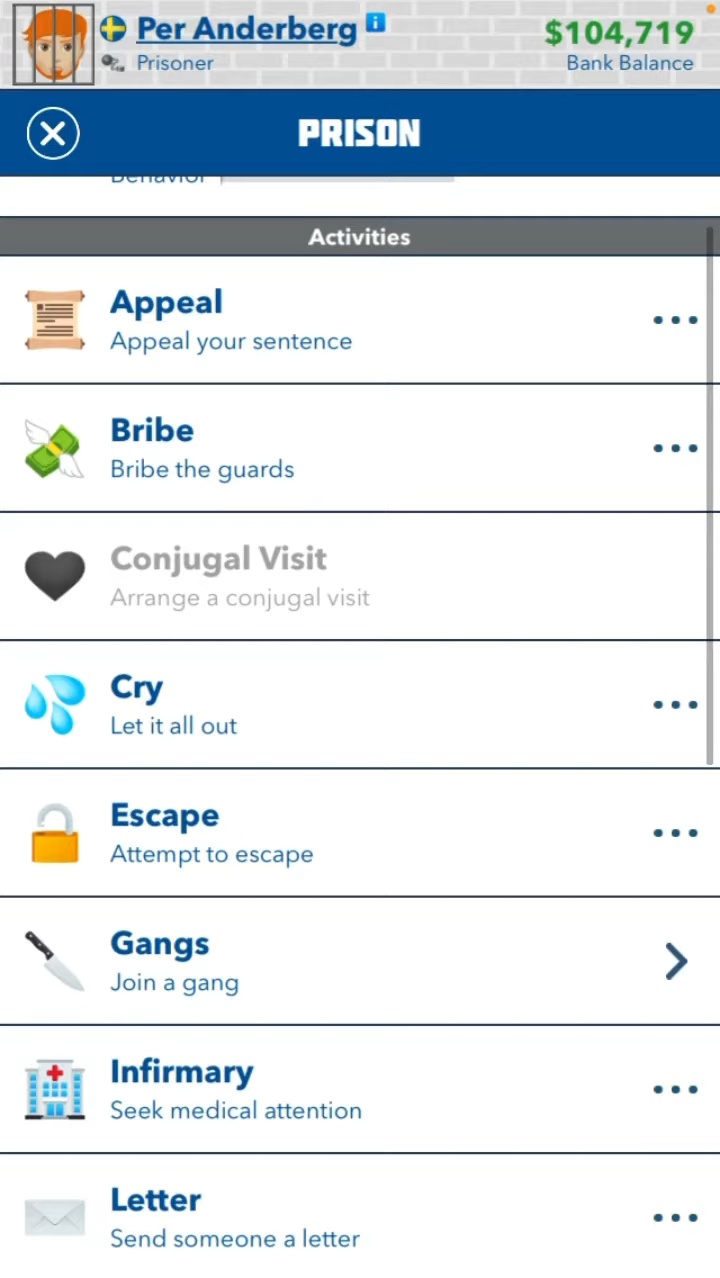 Per Anderberg
$104,719
Prisoner
Bank Balance
PRISON
Behavior
Activities
Appeal
Appeal your sentence
Bribe
Bribe the guards
Conjugal Visit
Arrange a conjugal visit
Cry
Let it all out
Escape
Attempt to escape
Gangs
Join a gang
Infirmary
Seek medical attention
Letter
Send someone a letter